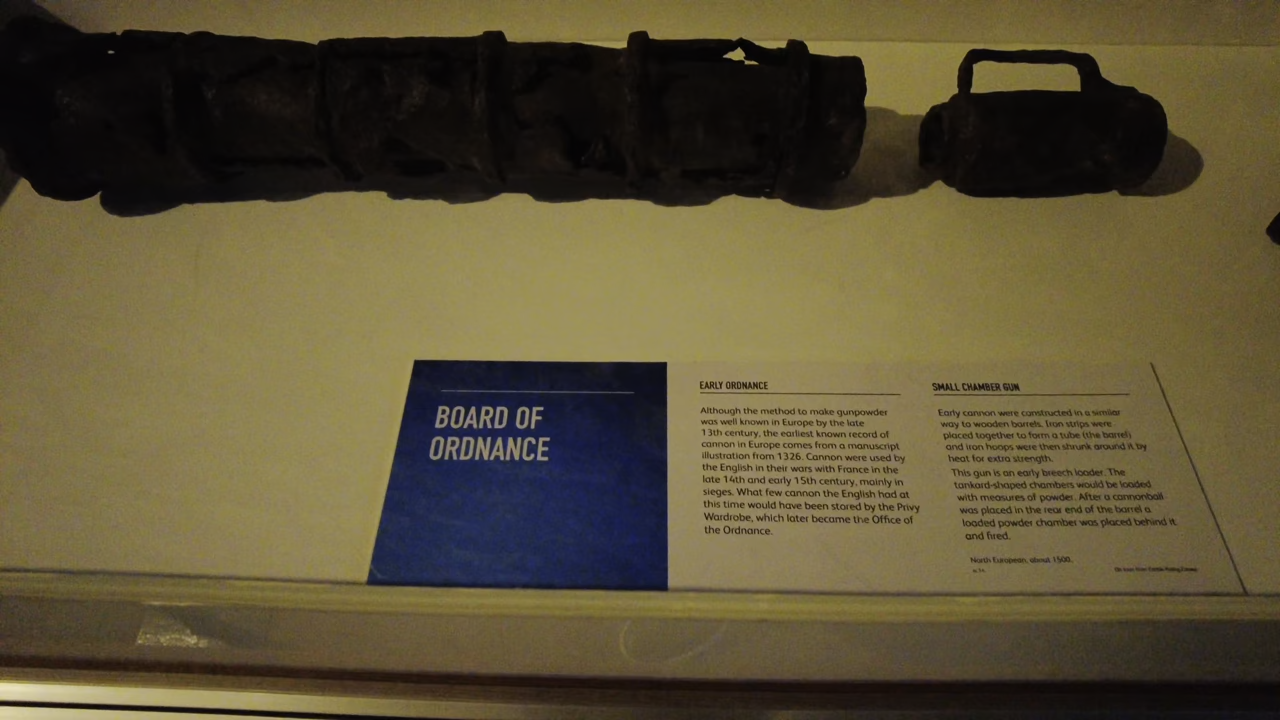 BOARD OF
ORDNANCE
EARLY ORDNANCE
Although the method to make gunpowder
was well known in Europe by the late
13th century, the earliest known record of
cannon in Europe comes from a manuscript
illustration from 1326. Cannon were used by
the English in their wars with France in the
late 14th and early 15th century, mainly in
sieges. What few cannon the English had at
this time would have been stored by the Privy
Wardrobe, which later became the Office of
the Ordnance.
SMALL CHAMBER GUN
Early cannon were constructed in a similar
way to wooden barrels. Iron strips were
placed together to form a tube (the barrel)
and iron hoops were then shrunk around it by
heat for extra strength.
This gun is an early breech loader. The
tankard-shaped chambers would be loaded
with measures of powder. After a cannonball
was placed in the rear end of the barrel a
loaded powder chamber was placed behind it
and fired.
North European, about 1500.